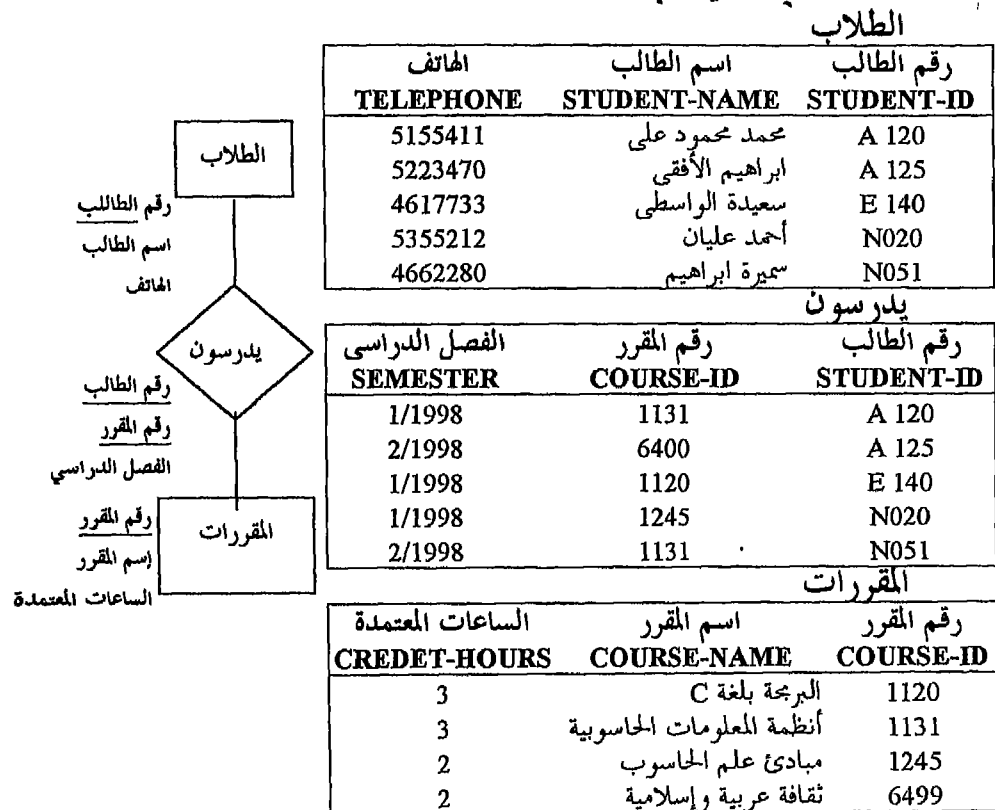 الطلاب
رقم الطالب اسم الطالب الهاتف
STUDENT-ID STUDENT-NAME TELEPHONE
A 120 محمد محمود على 5155411
A 125 ابراهيم الأفقى 5223470
E 140 سعيدة الواسطى 4617733
N020 أحمد عليان 5355212
N051 سميرة ابراهيم 4662280
يدرسون
رقم الطالب رقم المقرر الفصل الدراسى
STUDENT-ID COURSE-ID SEMESTER
A 120 1131 1/1998
A 125 6400 2/1998
E 140 1120 1/1998
N020 1245 1/1998
N051 1131 2/1998
المقررات
رقم المقرر اسم المقرر الساعات المعتمدة
COURSE-ID COURSE-NAME CREDET-HOURS
1120 البرمجة بلغة C 3
1131 أنظمة المعلومات الحاسوبية 3
1245 مبادئ علم الحاسوب 2
6499 ثقافة عربية وإسلامية 2
الطلاب
رقم الطاللب
اسم الطالب
الهاتف
يدرسون
رقم الطالب
رقم المقرر
الفصل الدراسي
المقررات
رقم المقرر
إسم المقرر
الساعات المعتمدة